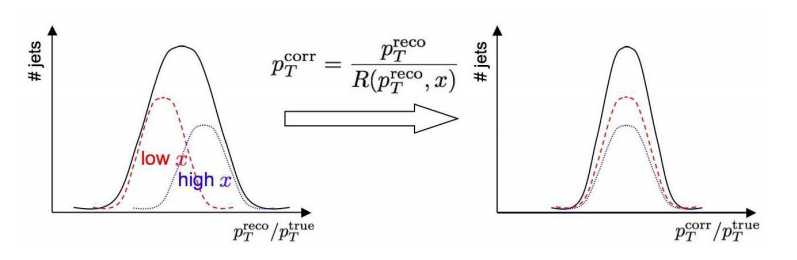 # jets
low x
high x
p_T^reco/p_T^true
p_T^corr = p_T^reco / R(p_T^reco, x)
# jets
p_T^corr/p_T^true